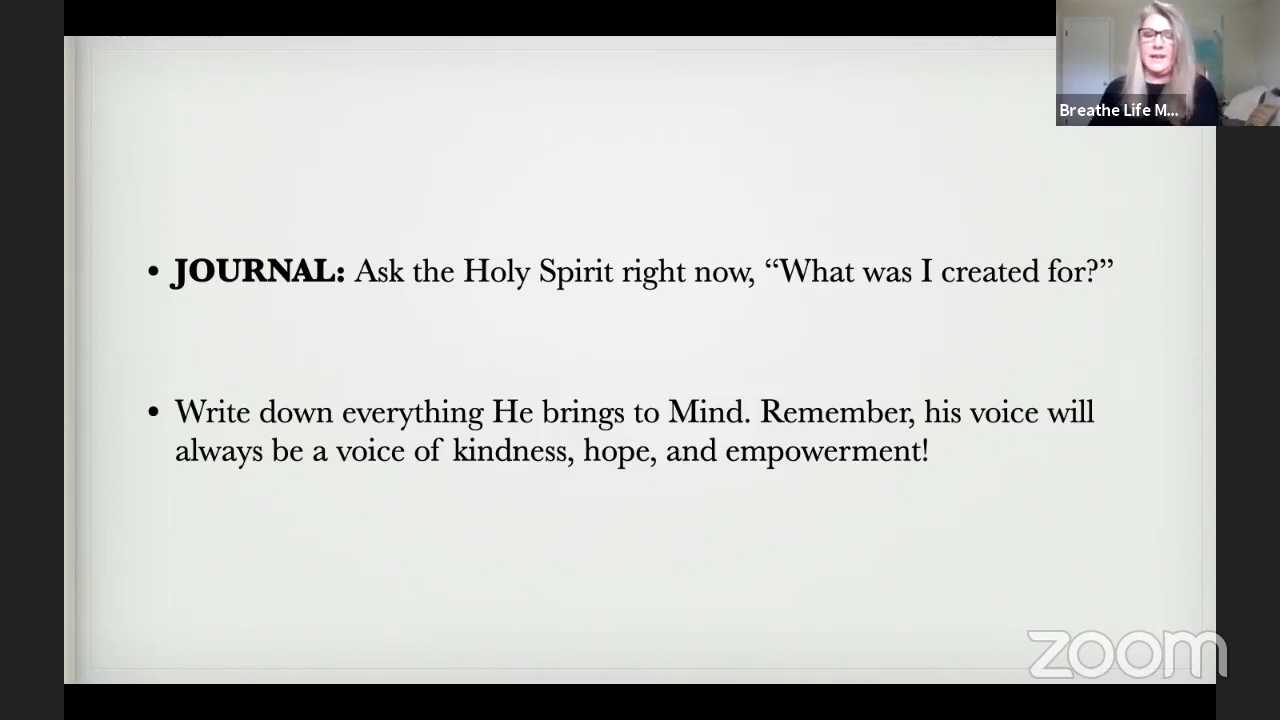 Breathe Life M...
• JOURNAL: Ask the Holy Spirit right now, “What was I created for?”
• Write down everything He brings to Mind. Remember, his voice will
always be a voice of kindness, hope, and empowerment!
zoom